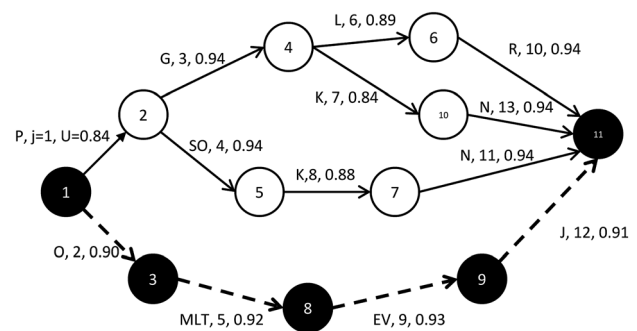 L, 6, 0.89
6
G, 3, 0.94
4
R, 10, 0.94
K, 7, 0.84
N, 13, 0.94
2
10
11
P, j=1, U=0.84
SO, 4, 0.94
N, 11, 0.94
K,8, 0.88
1
5
7
J, 12, 0.91
O, 2, 0.90
3
9
8
MLT, 5, 0.92
EV, 9, 0.93